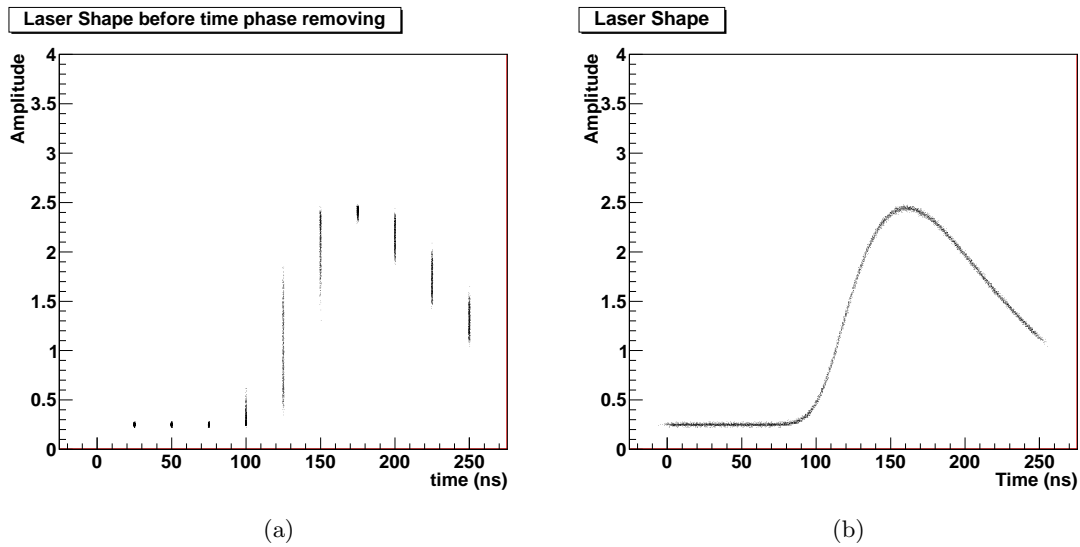 Laser Shape before time phase removing
Amplitude
4
3.5
3
2.5
2
1.5
1
0.5
0
0 50 100 150 200 250
time (ns)
(a)
Laser Shape
Amplitude
4
3.5
3
2.5
2
1.5
1
0.5
0
0 50 100 150 200 250
Time (ns)
(b)